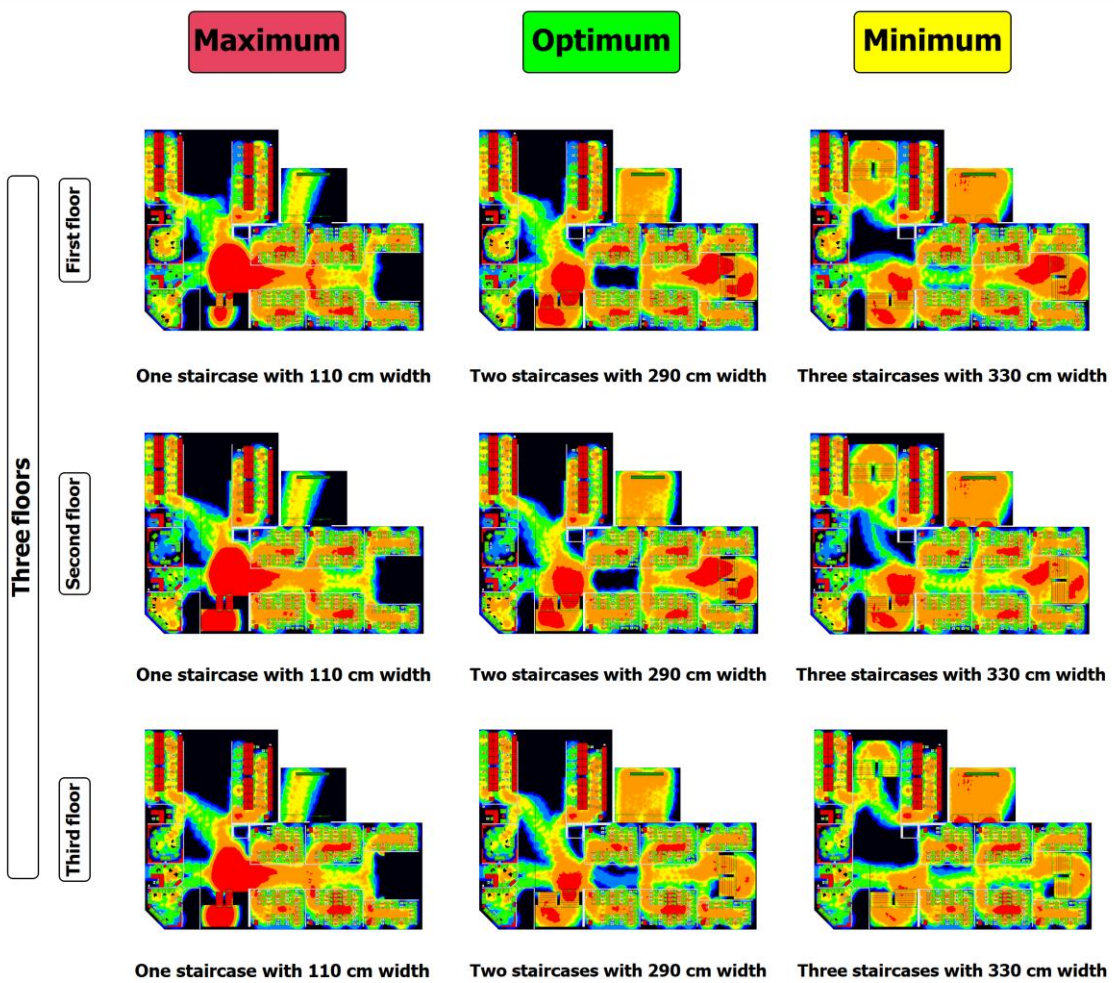 Maximum
Optimum
Minimum
Three floors
First floor
One staircase with 110 cm width
Two staircases with 290 cm width
Three staircases with 330 cm width
Second floor
One staircase with 110 cm width
Two staircases with 290 cm width
Three staircases with 330 cm width
Third floor
One staircase with 110 cm width
Two staircases with 290 cm width
Three staircases with 330 cm width